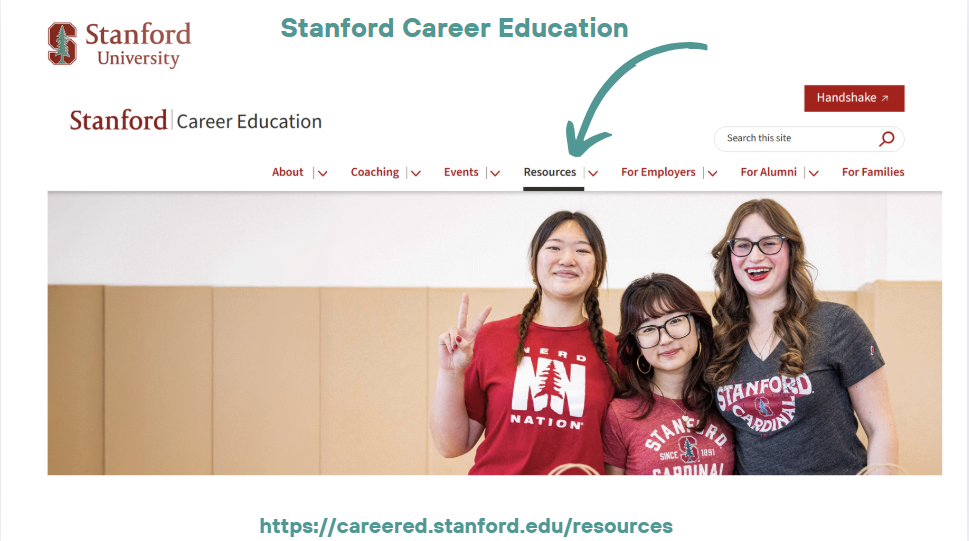 Stanford
University
Stanford Career Education
Handshake
Stanford Career Education
Search this site
About Coaching Events Resources For Employers For Alumni For Families
NERD
NN
NATION
STANFORD
SINCE 1891
CARDINAL
STANFORD
CARDINAL
https://careered.stanford.edu/resources